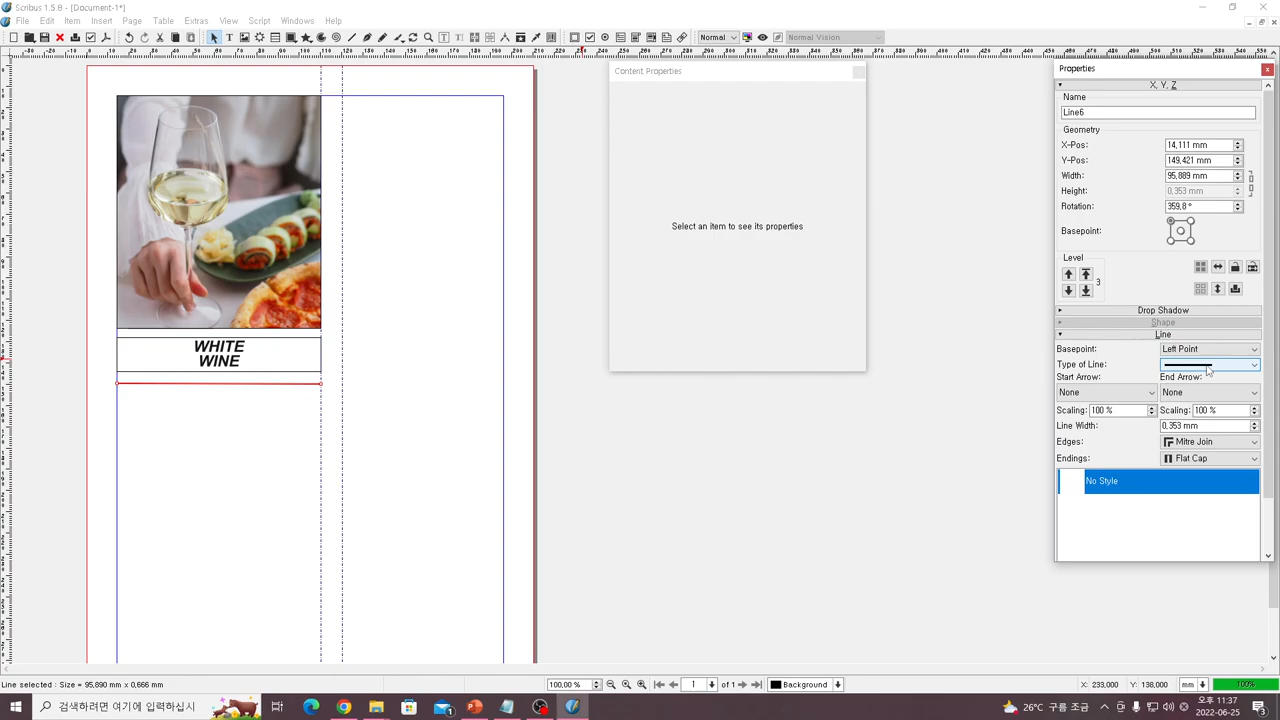 Scribus 1.5.8 - [Document-1*]
File Edit Item Insert Page Table Extras View Script Windows Help
Normal
Normal Vision
Content Properties
Select an item to see its properties
WHITE
WINE
Properties
X, Y, Z
Name
Line6
Geometry
X-Pos: 14,111 mm
Y-Pos: 149,421 mm
Width: 95,889 mm
Height: 0,353 mm
Rotation: 359,8 °
Basepoint:
Level
3
Drop Shadow
Shape
Line
Basepoint: Left Point
Type of Line:
Start Arrow: End Arrow:
None None
Scaling: 100 % Scaling: 100 %
Line Width: 0,353 mm
Edges: Mitre Join
Endings: Flat Cap
No Style
Line selected : Size = 95,890 mm x 0,666 mm
100,00 %
1 of 1
Background
X: 233,000 Y: 138,000 mm
100%
검색하려면 여기에 입력하십시
26°C 구름 조금
오후 11:37
2022-06-25